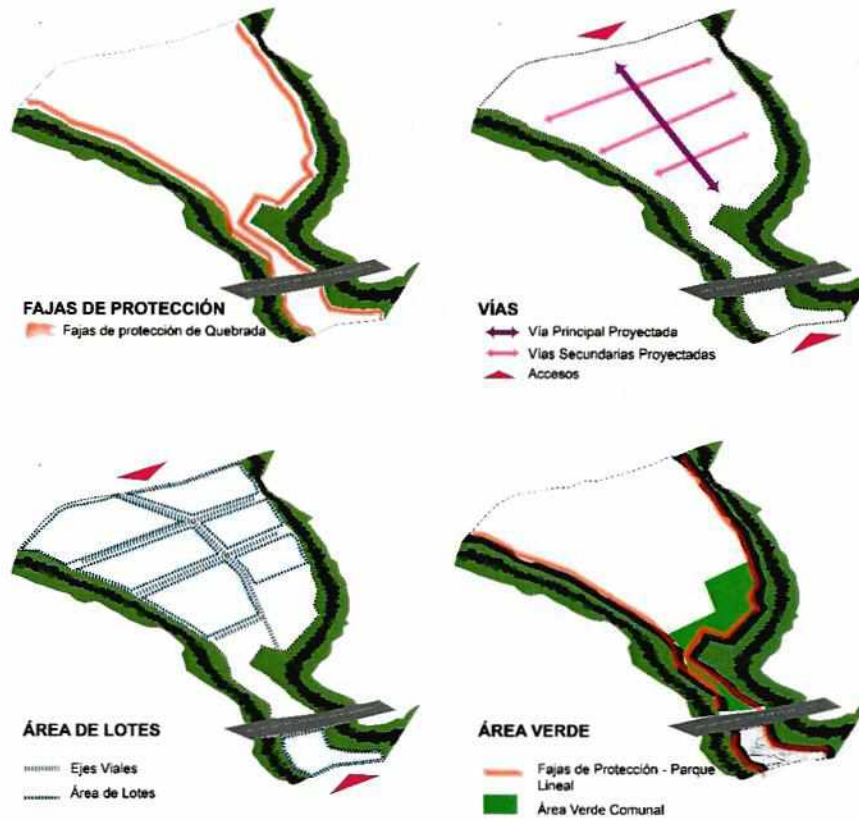 FAJAS DE PROTECCIÓN
Fajas de protección de Quebrada
VÍAS
Vía Principal Proyectada
Vías Secundarias Proyectadas
Accesos
ÁREA DE LOTES
Ejes Viales
Área de Lotes
ÁREA VERDE
Fajas de Protección - Parque
Lineal
Área Verde Comunal